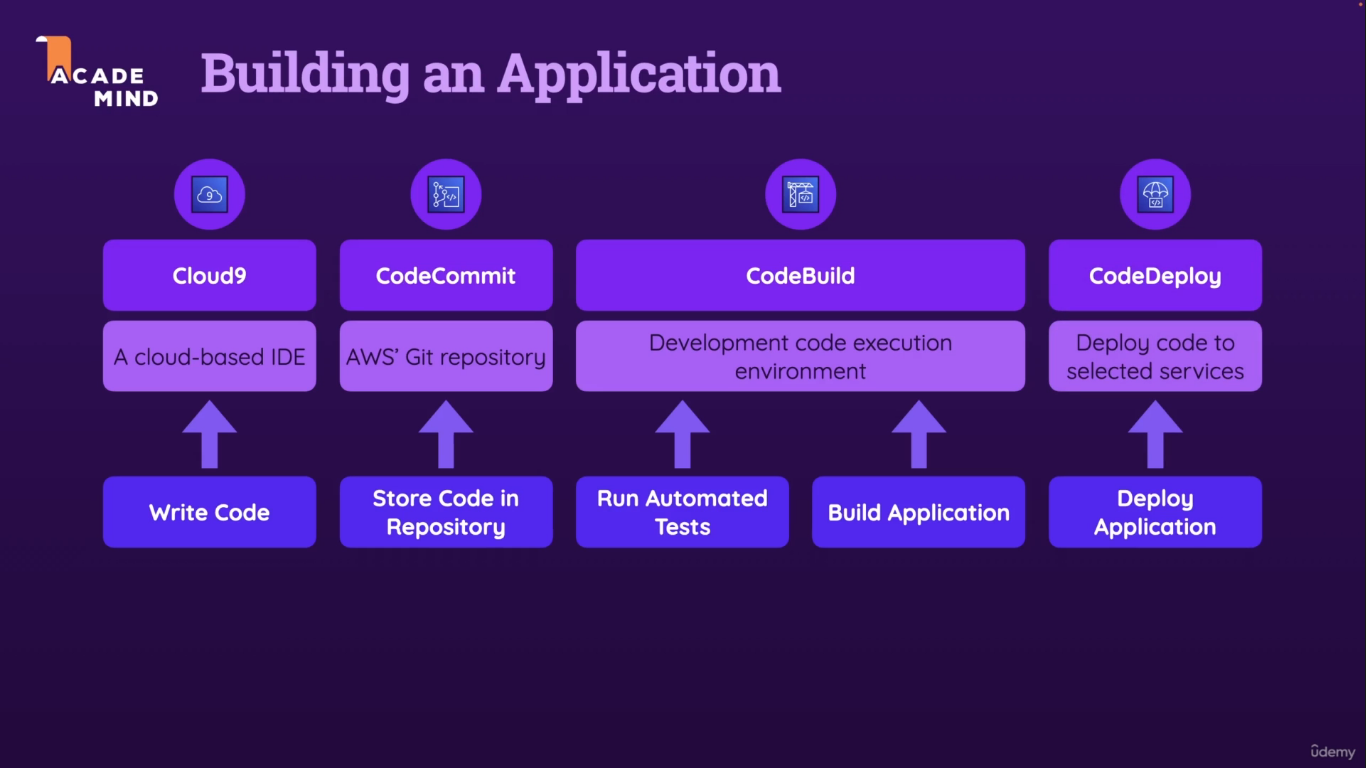 ACADE
MIND
Building an Application
9
Cloud9
CodeCommit
CodeBuild
CodeDeploy
A cloud-based IDE
AWS’ Git repository
Development code execution
environment
Deploy code to
selected services
Write Code
Store Code in
Repository
Run Automated
Tests
Build Application
Deploy
Application
ûdemy